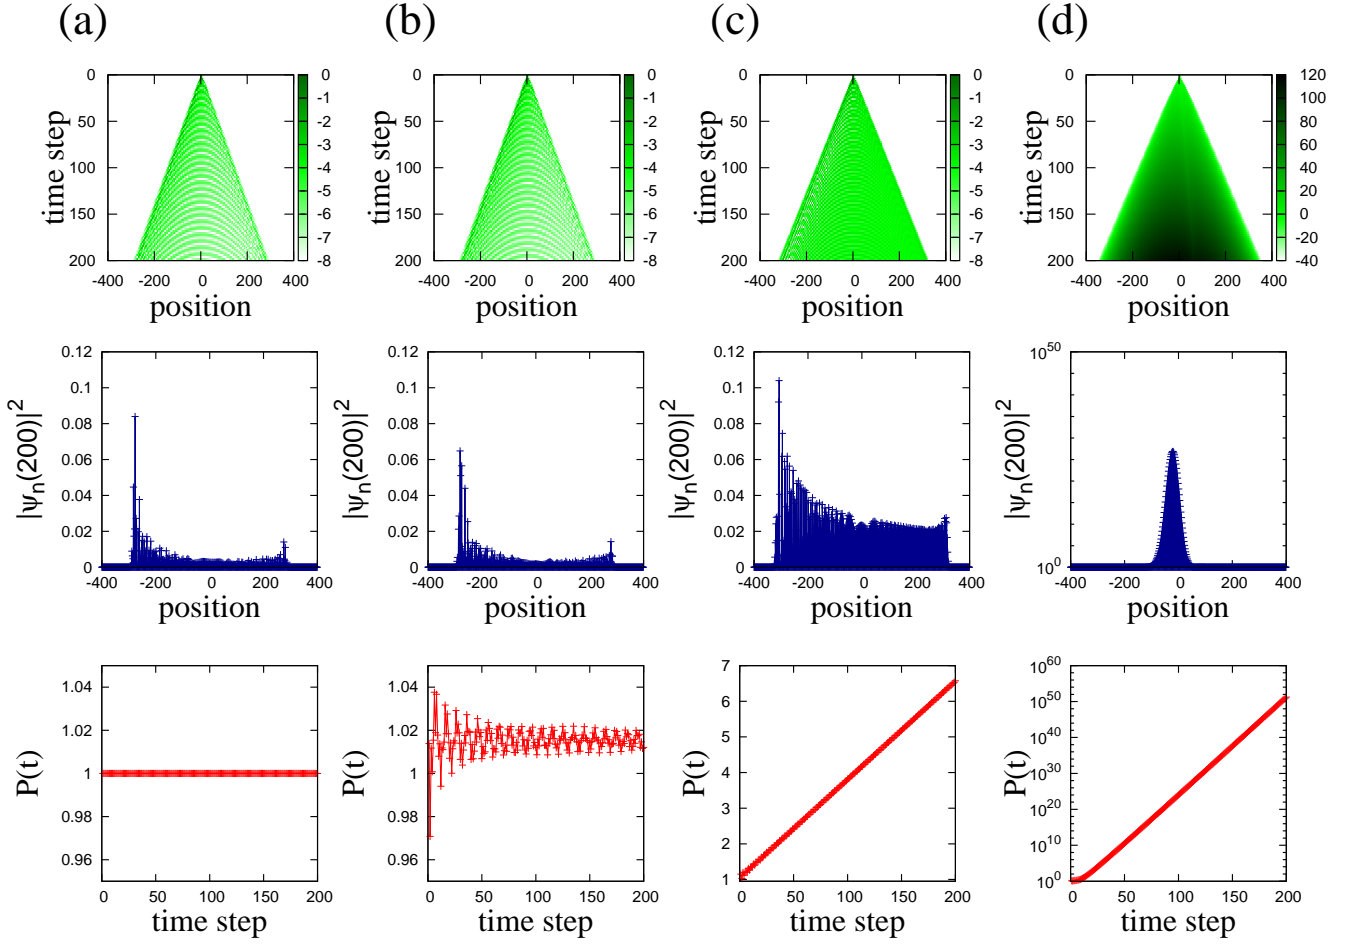 (a) (b) (c) (d)
0 50 100 150 200
time step
-400 -200 0 200 400
position
0 -1 -2 -3 -4 -5 -6 -7 -8
0 50 100 150 200
time step
-400 -200 0 200 400
position
0 -1 -2 -3 -4 -5 -6 -7 -8
0 50 100 150 200
time step
-400 -200 0 200 400
position
0 -1 -2 -3 -4 -5 -6 -7 -8
0 50 100 150 200
time step
-400 -200 0 200 400
position
120 100 80 60 40 20 0 -20 -40
|ψ_n(200)|^2
0.12 0.1 0.08 0.06 0.04 0.02 0
-400 -200 0 200 400
position
|ψ_n(200)|^2
0.12 0.1 0.08 0.06 0.04 0.02 0
-400 -200 0 200 400
position
|ψ_n(200)|^2
0.12 0.1 0.08 0.06 0.04 0.02 0
-400 -200 0 200 400
position
|ψ_n(200)|^2
10^50 10^0
-400 -200 0 200 400
position
P(t)
1.04 1.02 1 0.98 0.96
0 50 100 150 200
time step
P(t)
1.04 1.02 1 0.98 0.96
0 50 100 150 200
time step
P(t)
7 6 5 4 3 2 1
0 50 100 150 200
time step
P(t)
10^60 10^50 10^40 10^30 10^20 10^10 10^0
0 50 100 150 200
time step